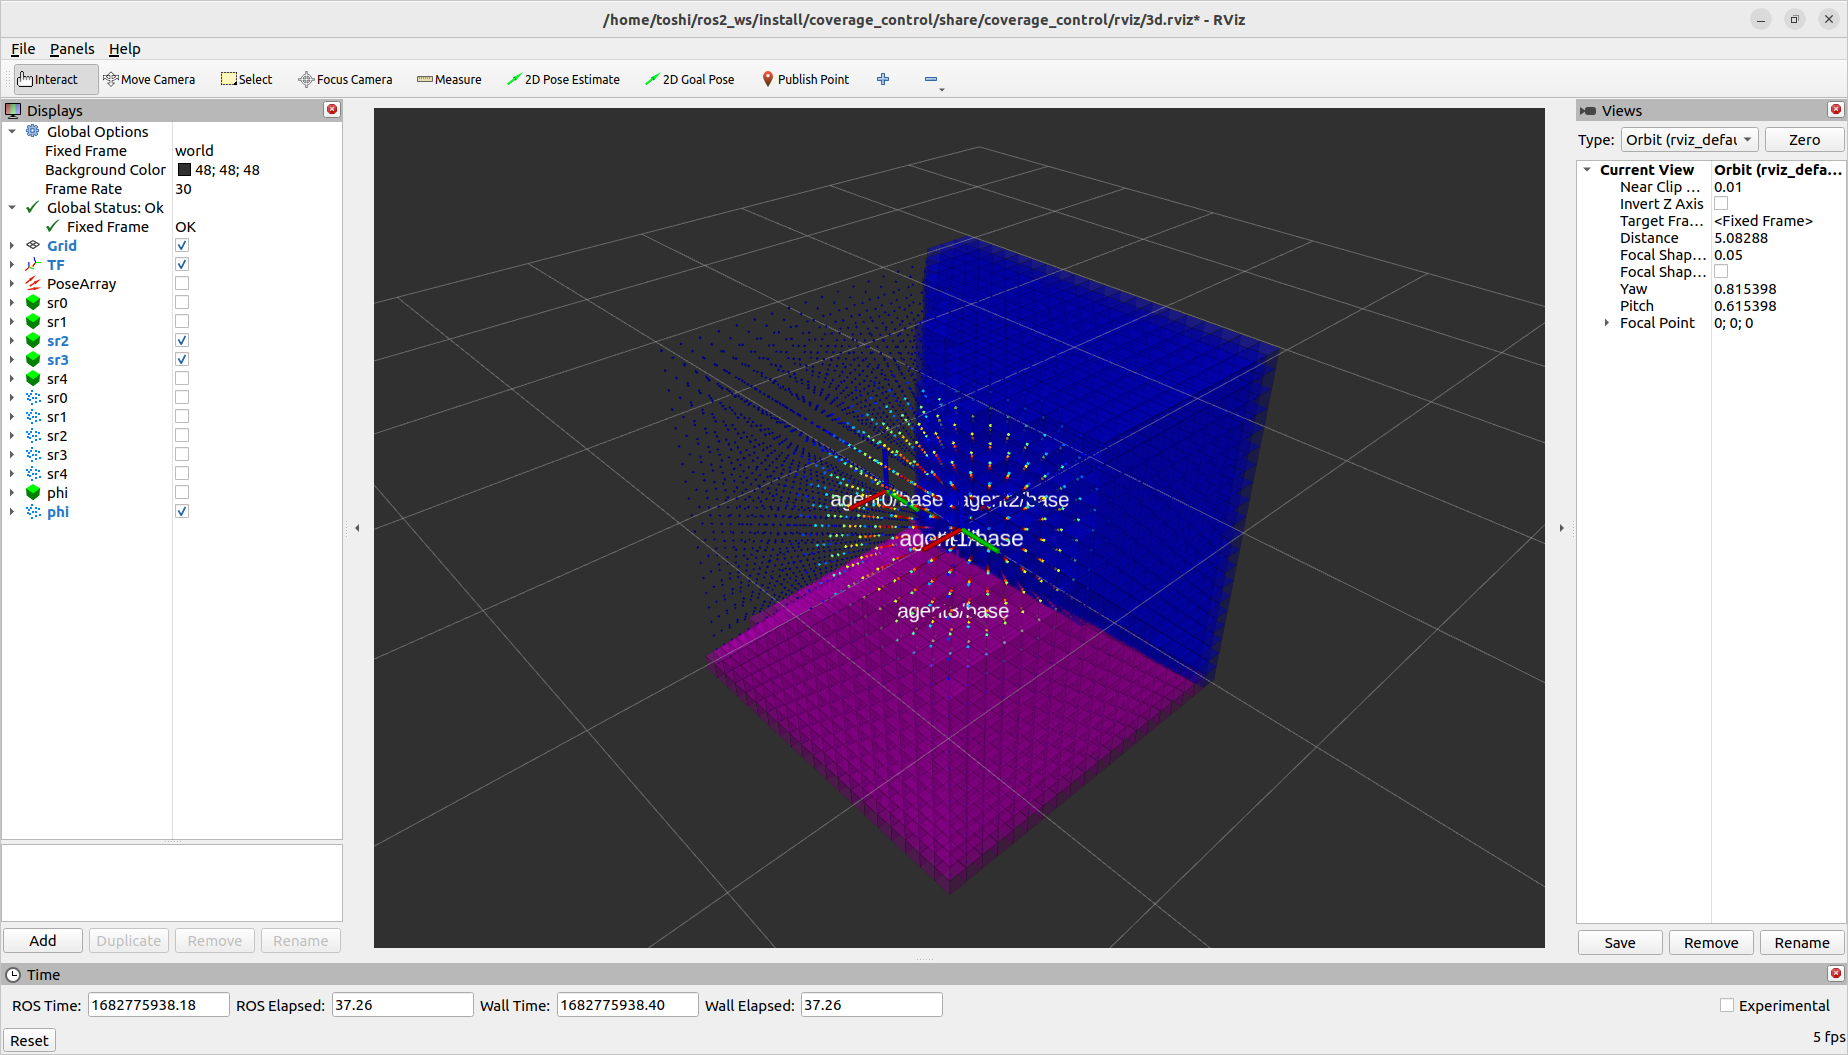 /home/toshi/ros2_ws/install/coverage_control/share/coverage_control/rviz/3d.rviz* - RViz
File Panels Help
Interact Move Camera Select Focus Camera Measure 2D Pose Estimate 2D Goal Pose Publish Point
Displays
Global Options
Fixed Frame world
Background Color 48; 48; 48
Frame Rate 30
Global Status: Ok
Fixed Frame OK
Grid
TF
PoseArray
sr0
sr1
sr2
sr3
sr4
sr0
sr1
sr2
sr3
sr4
phi
phi
Add Duplicate Remove Rename
agent0/base agent2/base
agent1/base
agent3/base
Views
Type: Orbit (rviz_defau Zero
Current View Orbit (rviz_defa...
Near Clip ... 0.01
Invert Z Axis
Target Fra... <Fixed Frame>
Distance 5.08288
Focal Shap... 0.05
Focal Shap...
Yaw 0.815398
Pitch 0.615398
Focal Point 0; 0; 0
Save Remove Rename
Time
ROS Time: 1682775938.18 ROS Elapsed: 37.26 Wall Time: 1682775938.40 Wall Elapsed: 37.26 Experimental
Reset 5 fps